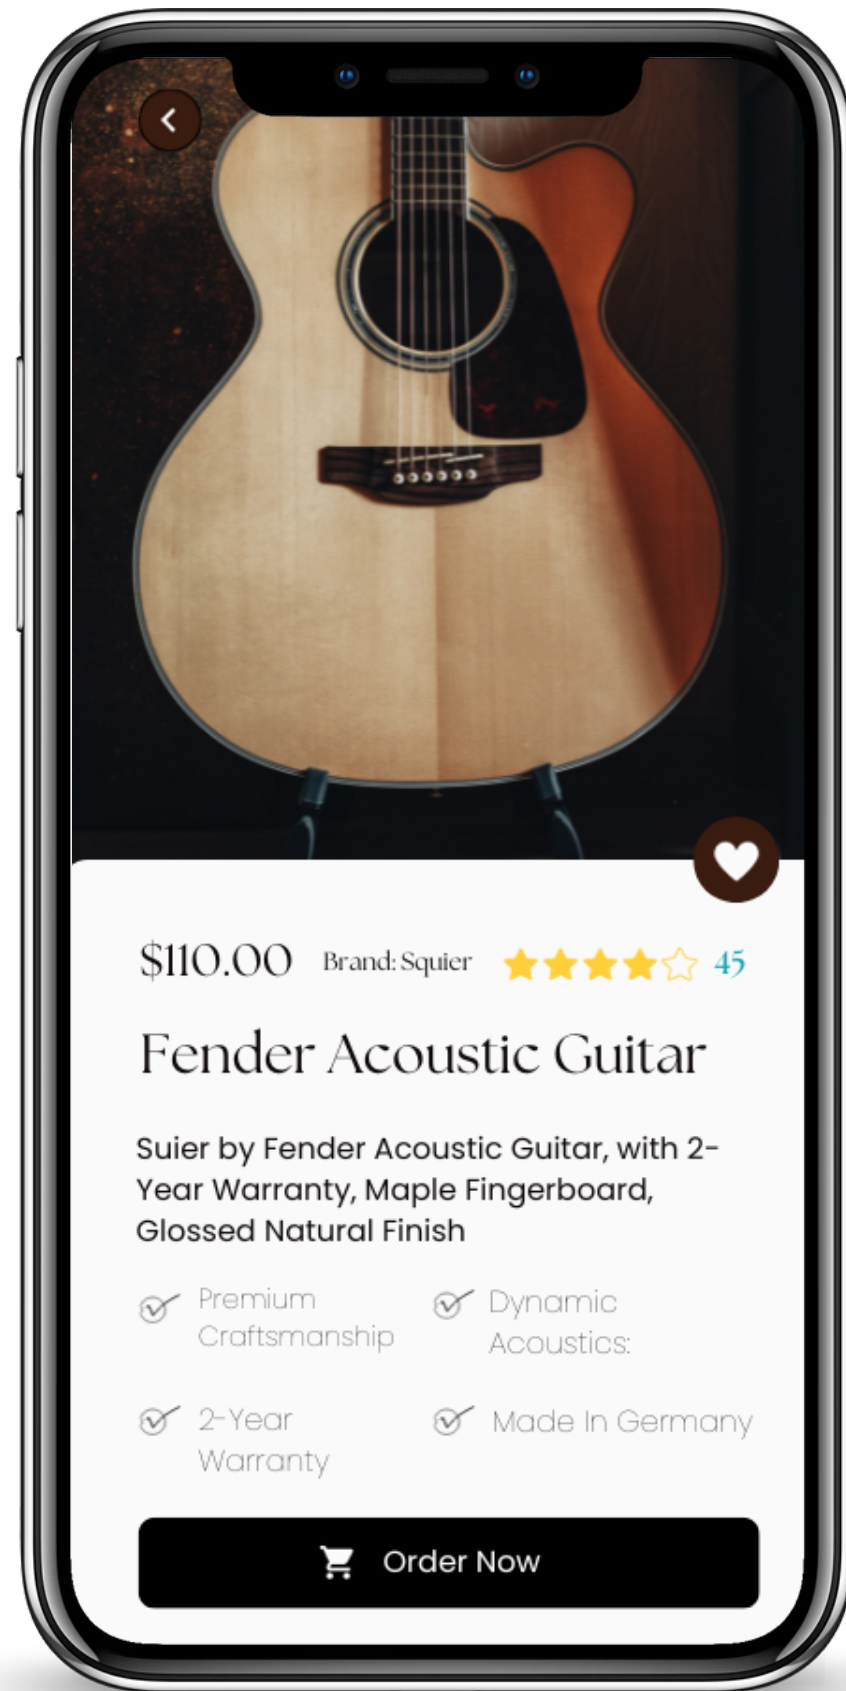 $110.00 Brand: Squier 45
Fender Acoustic Guitar
Suier by Fender Acoustic Guitar, with 2-
Year Warranty, Maple Fingerboard,
Glossed Natural Finish
Premium
Craftsmanship
Dynamic
Acoustics:
2-Year
Warranty
Made In Germany
Order Now